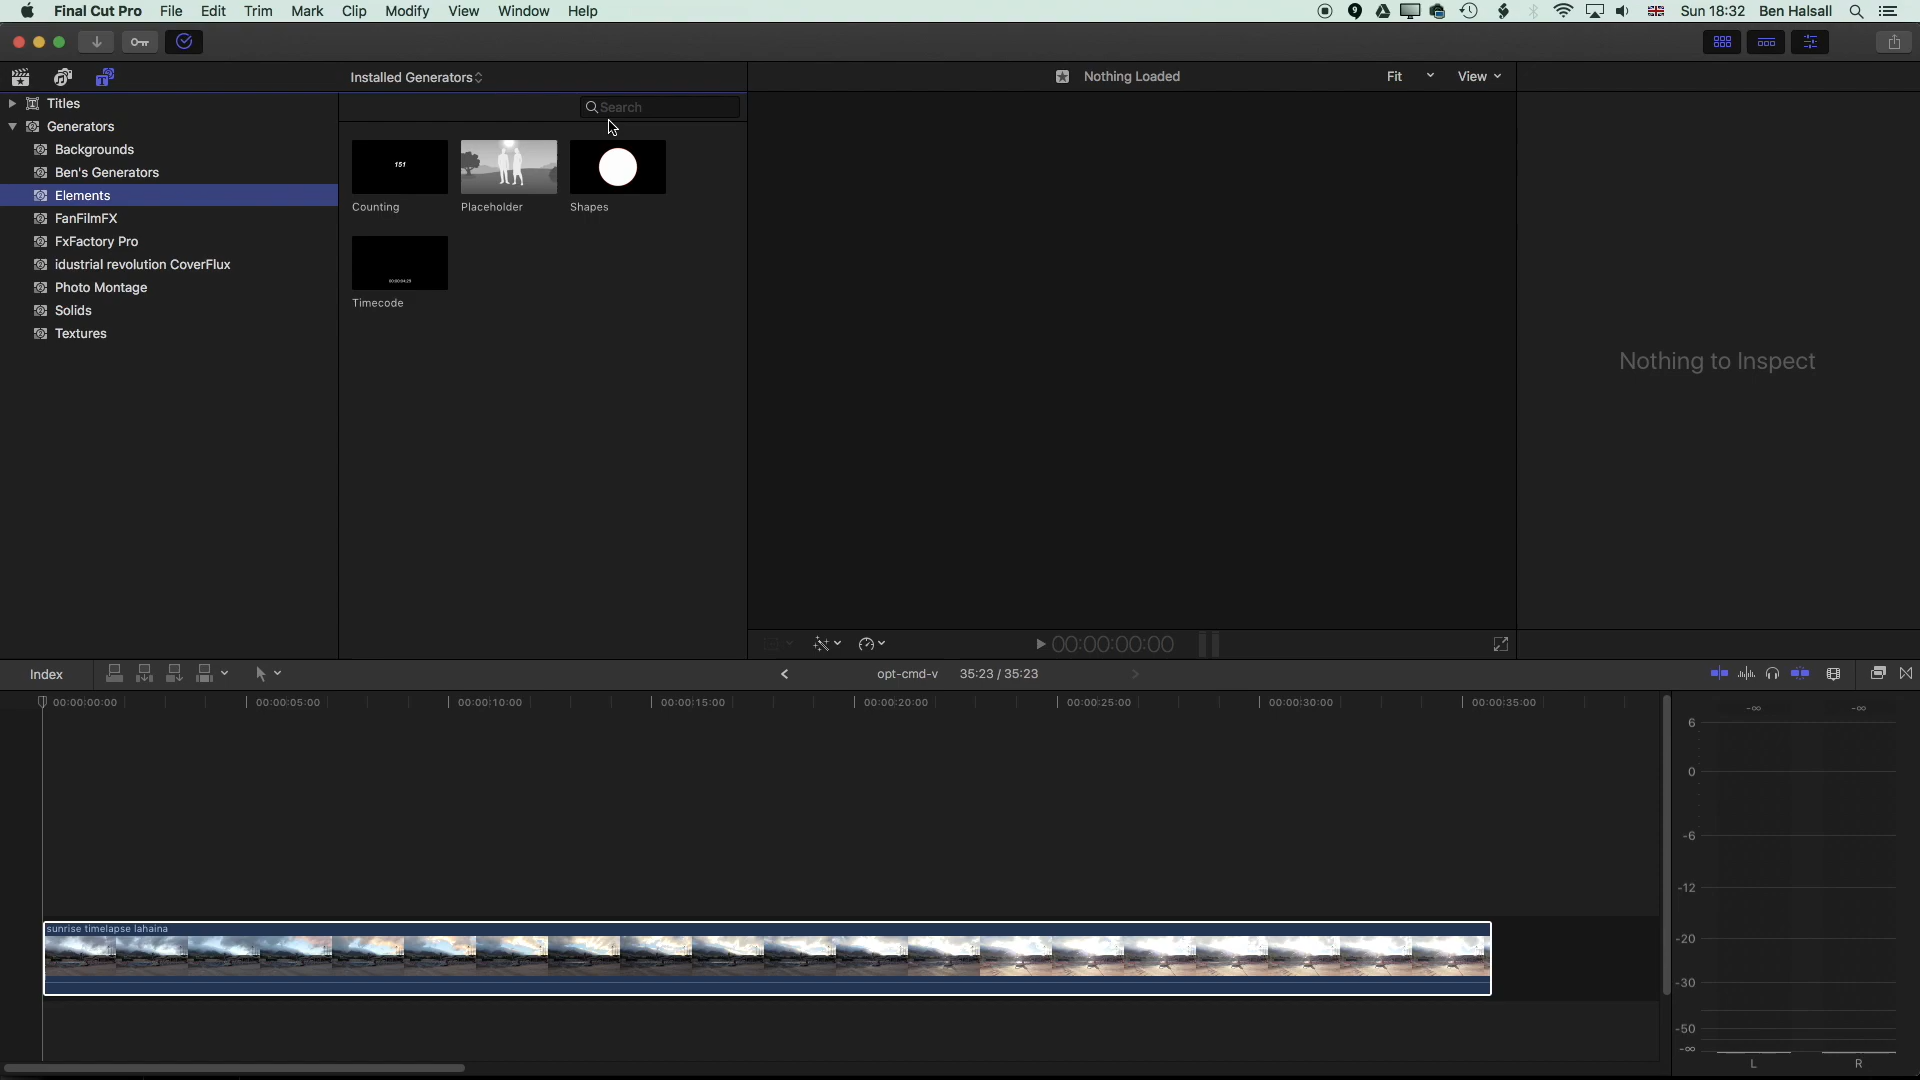 Final Cut Pro File Edit Trim Mark Clip Modify View Window Help
9 Sun 18:32 Ben Halsall
Installed Generators
Nothing Loaded
Fit
View
Titles
Search
Generators
Backgrounds
Ben's Generators
Elements
FanFilmFX
FxFactory Pro
idustrial revolution CoverFlux
Photo Montage
Solids
Textures
151
Counting
Placeholder
Shapes
00:00:04:29
Timecode
Nothing to Inspect
00:00:00:00
Index
opt-cmd-v
35:23 / 35:23
00:00:00:00
00:00:05:00
00:00:10:00
00:00:15:00
00:00:20:00
00:00:25:00
00:00:30:00
00:00:35:00
sunrise timelapse lahaina
-∞ -∞
6
0
-6
-12
-20
-30
-50
-∞
L R